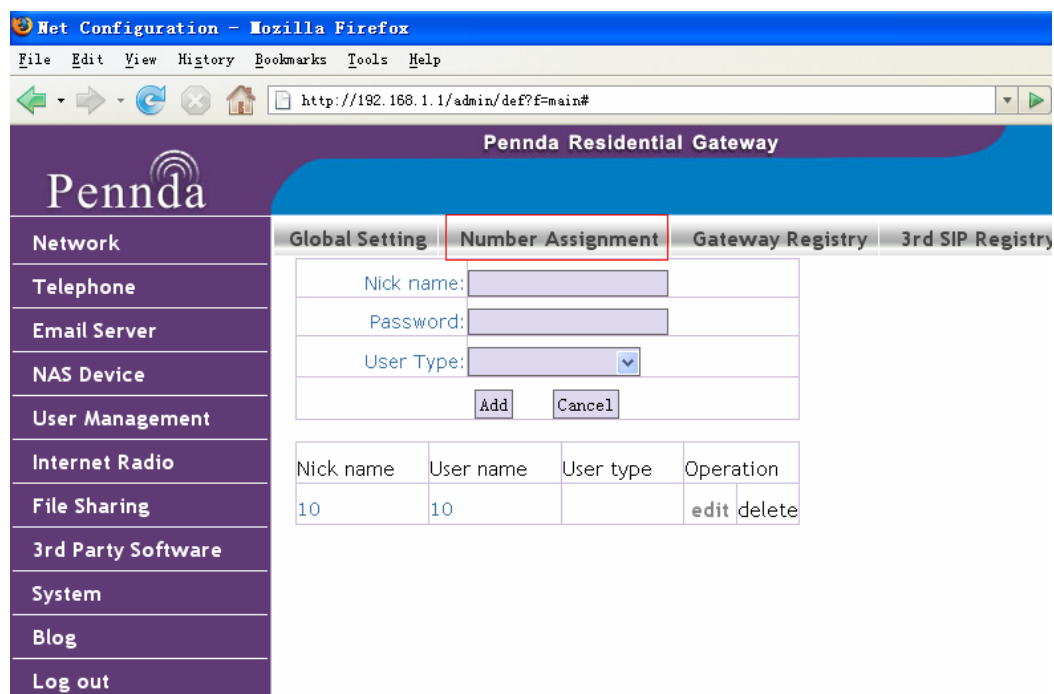 Net Configuration - Mozilla Firefox
File Edit View History Bookmarks Tools Help
http://192.168.1.1/admin/def?f=main#
Pennda Residential Gateway
Pennda
Global Setting Number Assignment Gateway Registry 3rd SIP Registry
Network
Telephone
Email Server
NAS Device
User Management
Internet Radio
File Sharing
3rd Party Software
System
Blog
Log out
Nick name:
Password:
User Type:
Add Cancel
Nick name User name User type Operation
10 10 edit delete